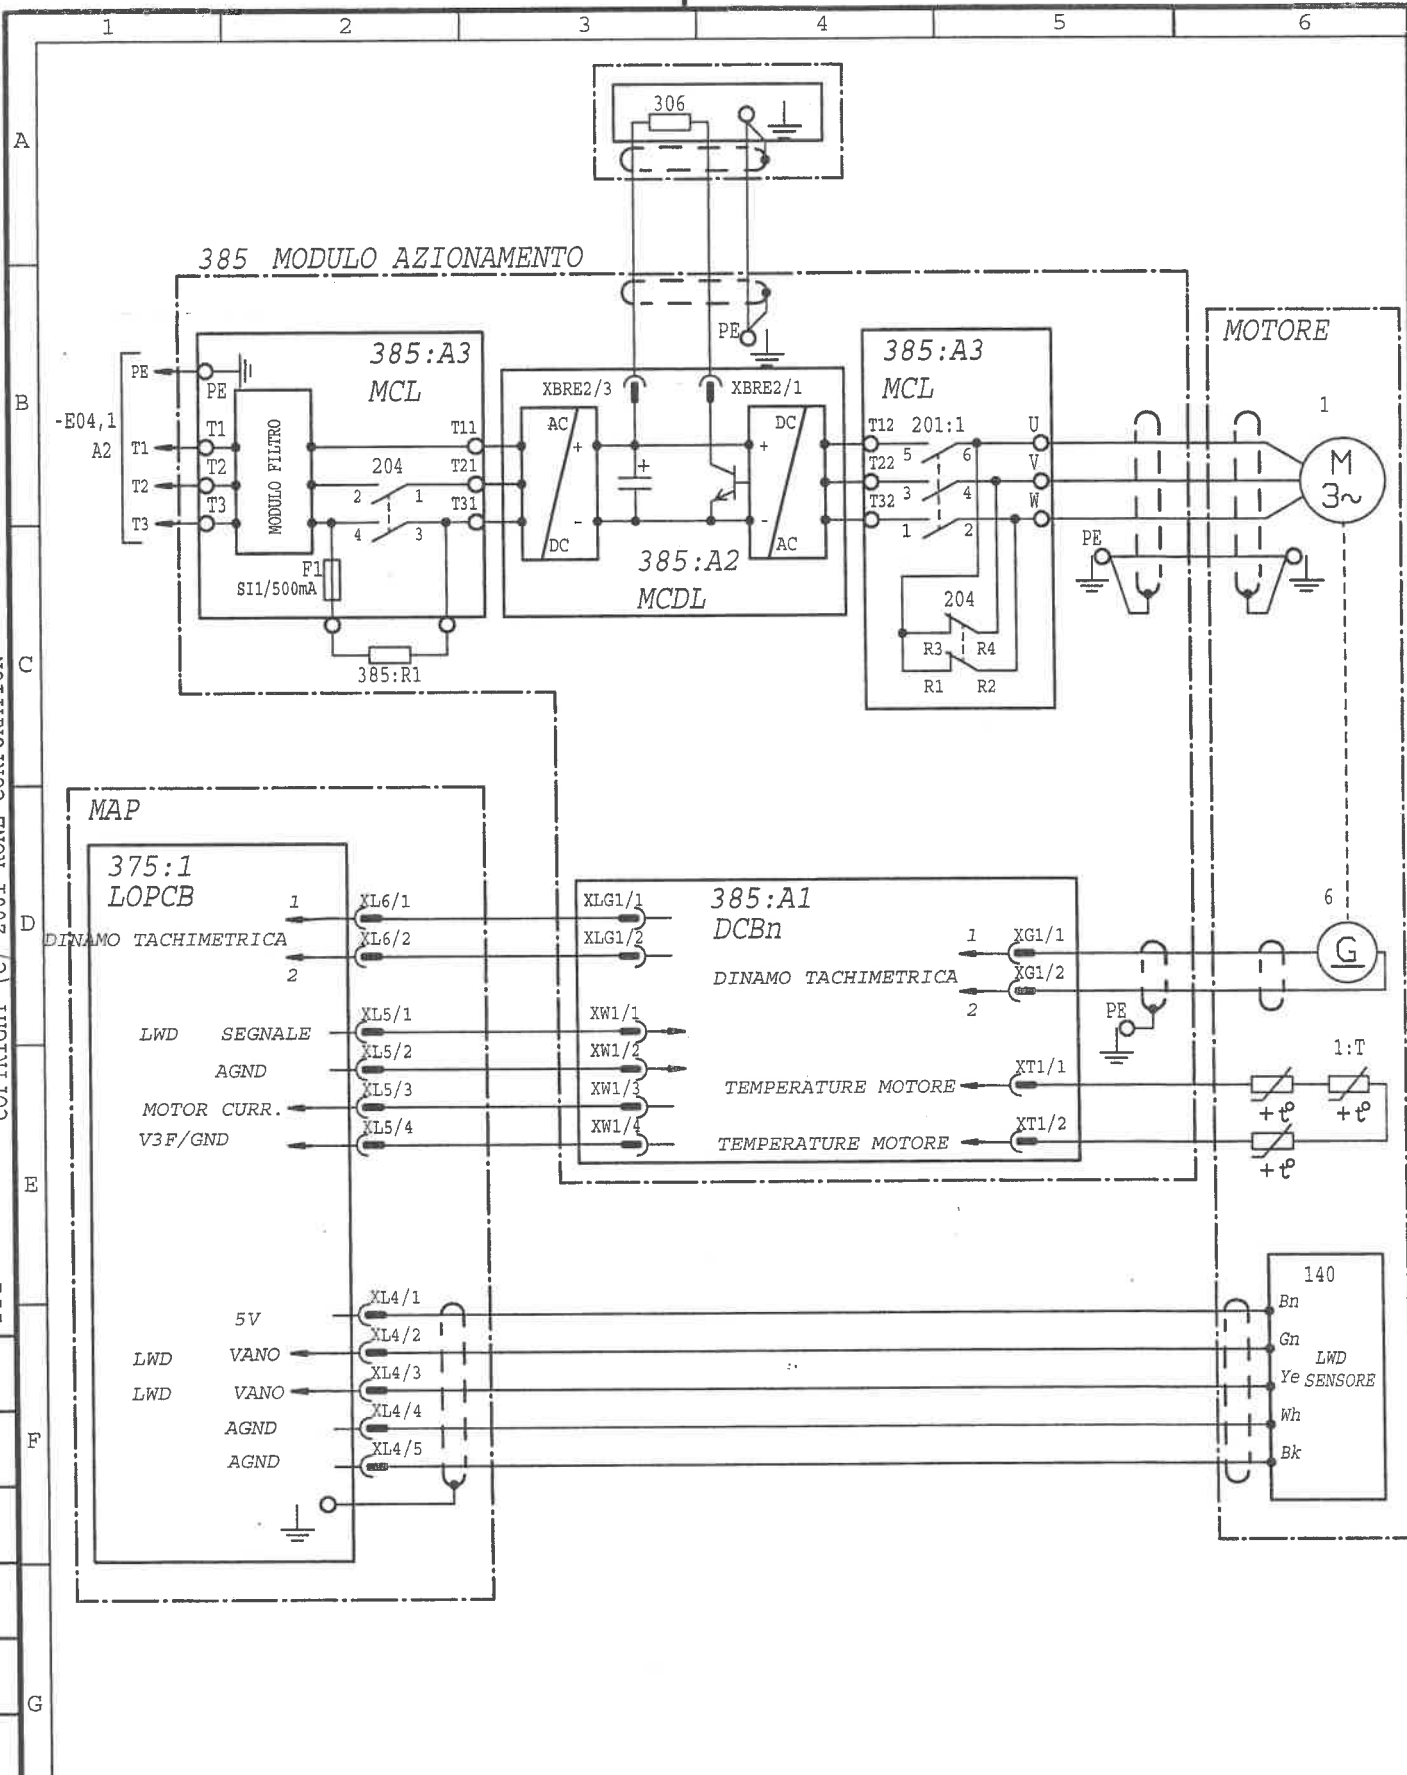 1 2 3 4 5 6
A
306
385 MODULO AZIONAMENTO
PE
MOTORE
B
385:A3
MCL
385:A3
MCL
PE
PE
XBRE2/3
XBRE2/1
1
-E04,1
A2
T1
T1
T2
T2
T3
T3
MODULO FILTRO
204
2 1
4 3
T11
T21
T31
AC
DC
+
-
+
+
-
DC
AC
T12
T22
T32
201:1
5 6
3 4
1 2
U
V
W
M
3~
385:A2
MCDL
F1
SI1/500mA
PE
204
R3 R4
R1 R2
385:R1
C
MAP
375:1
LOPCB
385:A1
DCBn
D
1
DINAMO TACHIMETRICA
2
XL6/1
XL6/2
XLG1/1
XLG1/2
1
DINAMO TACHIMETRICA
2
XG1/1
XG1/2
6
G
PE
LWD SEGNALE
AGND
MOTOR CURR.
V3F/GND
XL5/1
XL5/2
XL5/3
XL5/4
XW1/1
XW1/2
XW1/3
XW1/4
TEMPERATURE MOTORE
TEMPERATURE MOTORE
XT1/1
XT1/2
1:T
+t°
+t°
+t°
E
5V
LWD VANO
LWD VANO
AGND
AGND
XL4/1
XL4/2
XL4/3
XL4/4
XL4/5
140
Bn
Gn
Ye
Wh
Bk
LWD
SENSORE
F
G